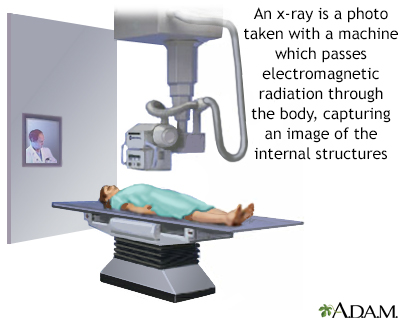 An x-ray is a photo
taken with a machine
which passes
electromagnetic
radiation through
the body, capturing
an image of the
internal structures
ADAM.